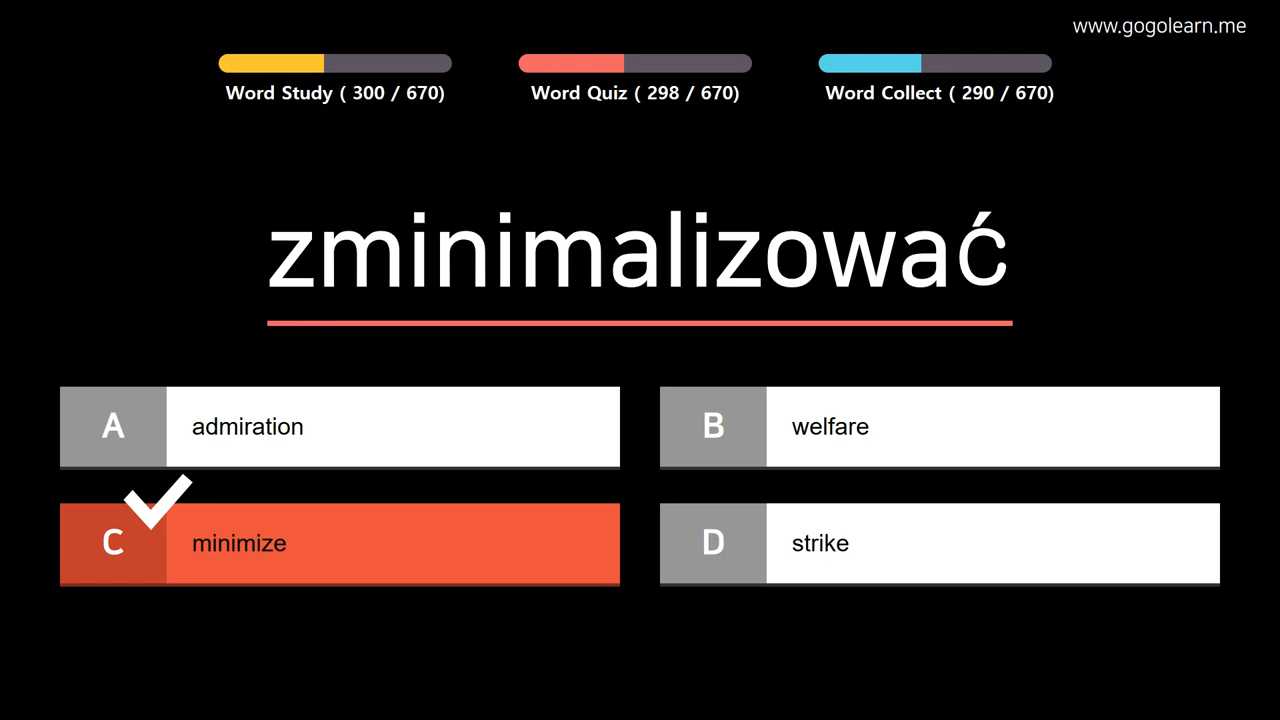 www.gogolearn.me
Word Study ( 300 / 670)
Word Quiz ( 298 / 670)
Word Collect ( 290 / 670)
zminimalizować
A admiration
B welfare
C minimize
D strike